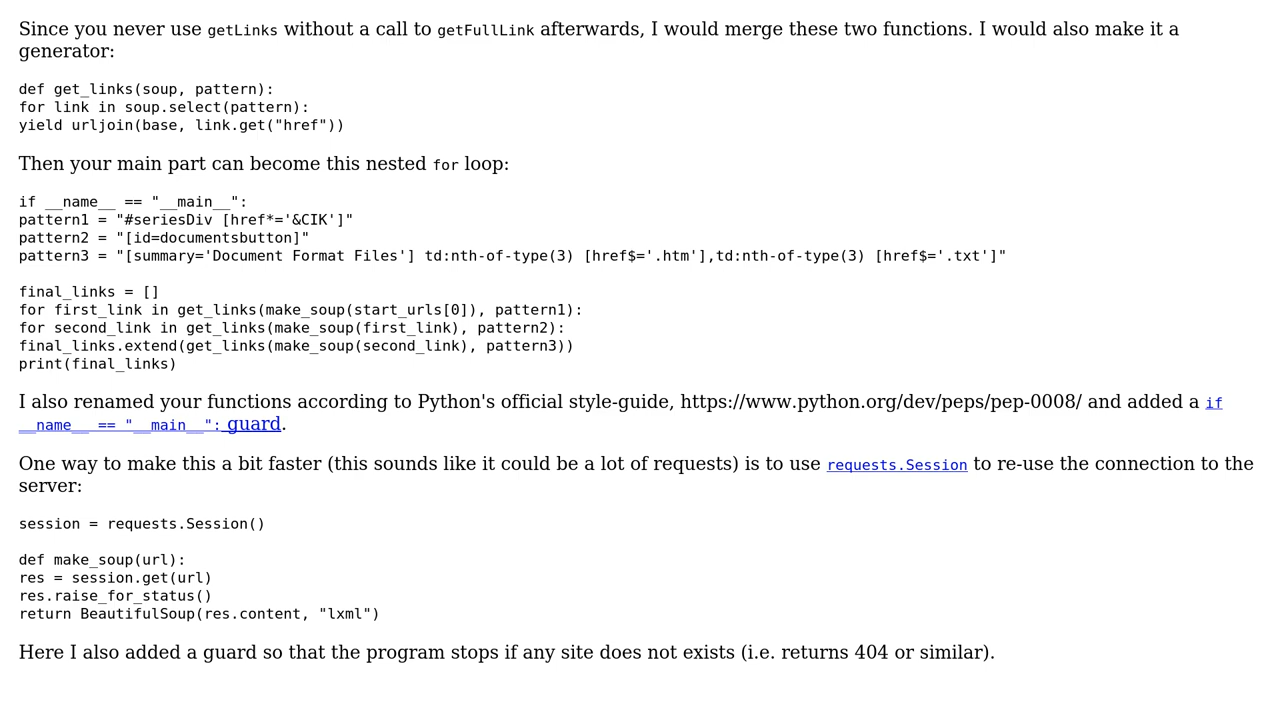 Since you never use getLinks without a call to getFullLink afterwards, I would merge these two functions. I would also make it a
generator:
def get_links(soup, pattern):
for link in soup.select(pattern):
yield urljoin(base, link.get("href"))
Then your main part can become this nested for loop:
if __name__ == "__main__":
pattern1 = "#seriesDiv [href*='&CIK']"
pattern2 = "[id=documentsbutton]"
pattern3 = "[summary='Document Format Files'] td:nth-of-type(3) [href$='.htm'],td:nth-of-type(3) [href$='.txt']"
final_links = []
for first_link in get_links(make_soup(start_urls[0]), pattern1):
for second_link in get_links(make_soup(first_link), pattern2):
final_links.extend(get_links(make_soup(second_link), pattern3))
print(final_links)
I also renamed your functions according to Python's official style-guide, https://www.python.org/dev/peps/pep-0008/ and added a if
__name__ == "__main__": guard.
One way to make this a bit faster (this sounds like it could be a lot of requests) is to use requests.Session to re-use the connection to the
server:
session = requests.Session()
def make_soup(url):
res = session.get(url)
res.raise_for_status()
return BeautifulSoup(res.content, "lxml")
Here I also added a guard so that the program stops if any site does not exists (i.e. returns 404 or similar).